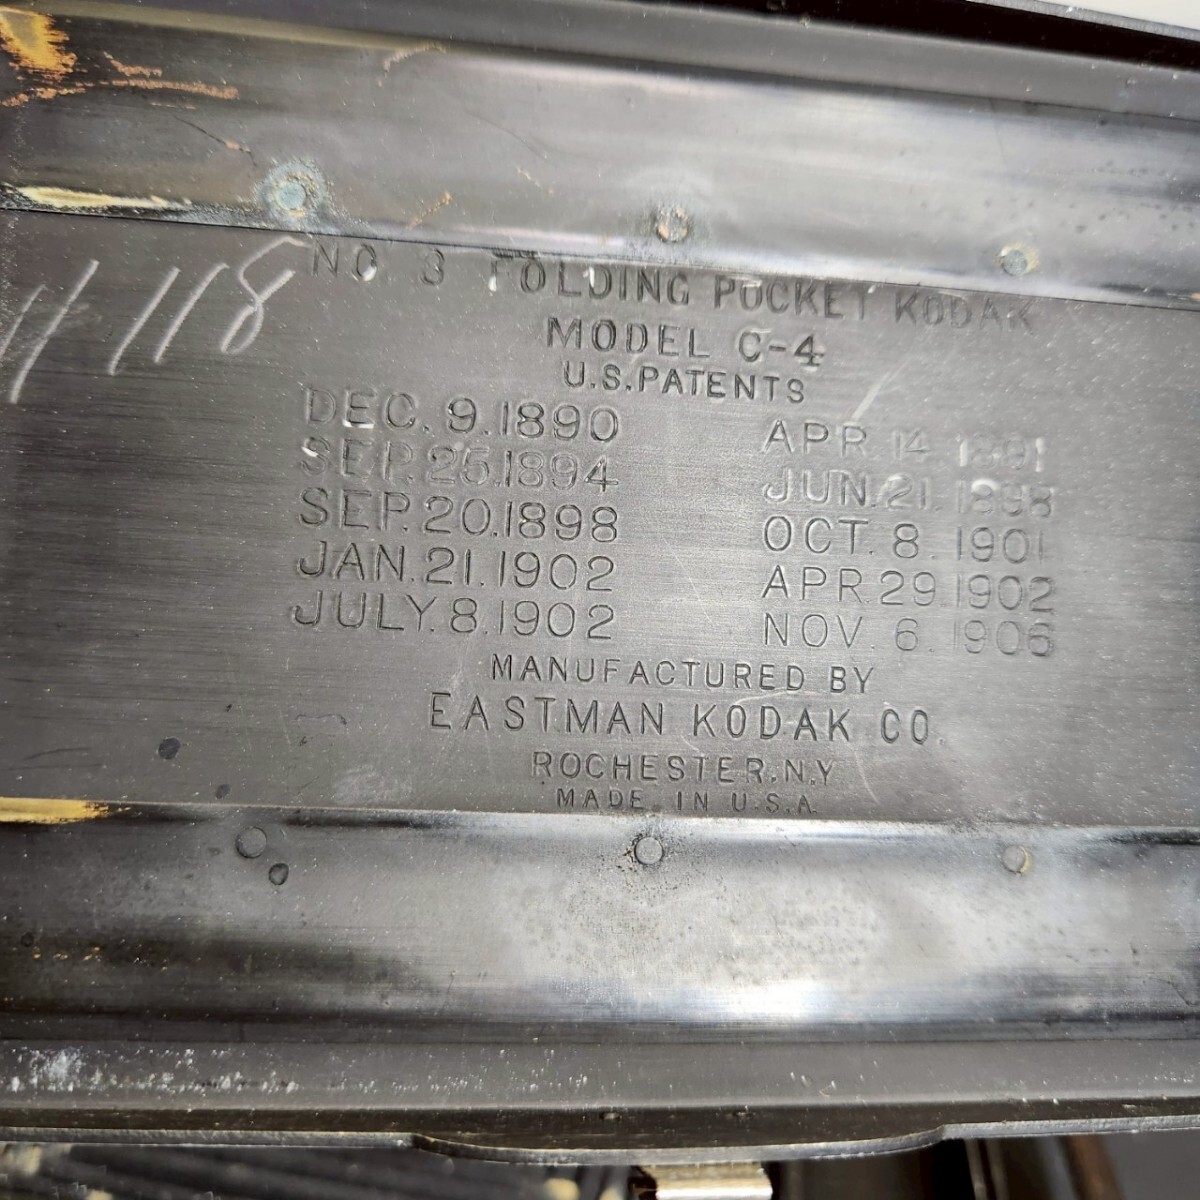 # 118
NO. 3 FOLDING POCKET KODAK
MODEL C-4
U.S. PATENTS
DEC. 9. 1890 APR. 14. 1891
SEP. 25. 1894 JUN. 21. 1898
SEP. 20. 1898 OCT. 8. 1901
JAN. 21. 1902 APR. 29. 1902
JULY. 8. 1902 NOV. 6. 1906
MANUFACTURED BY
EASTMAN KODAK CO.
ROCHESTER. N.Y.
MADE IN U.S.A.